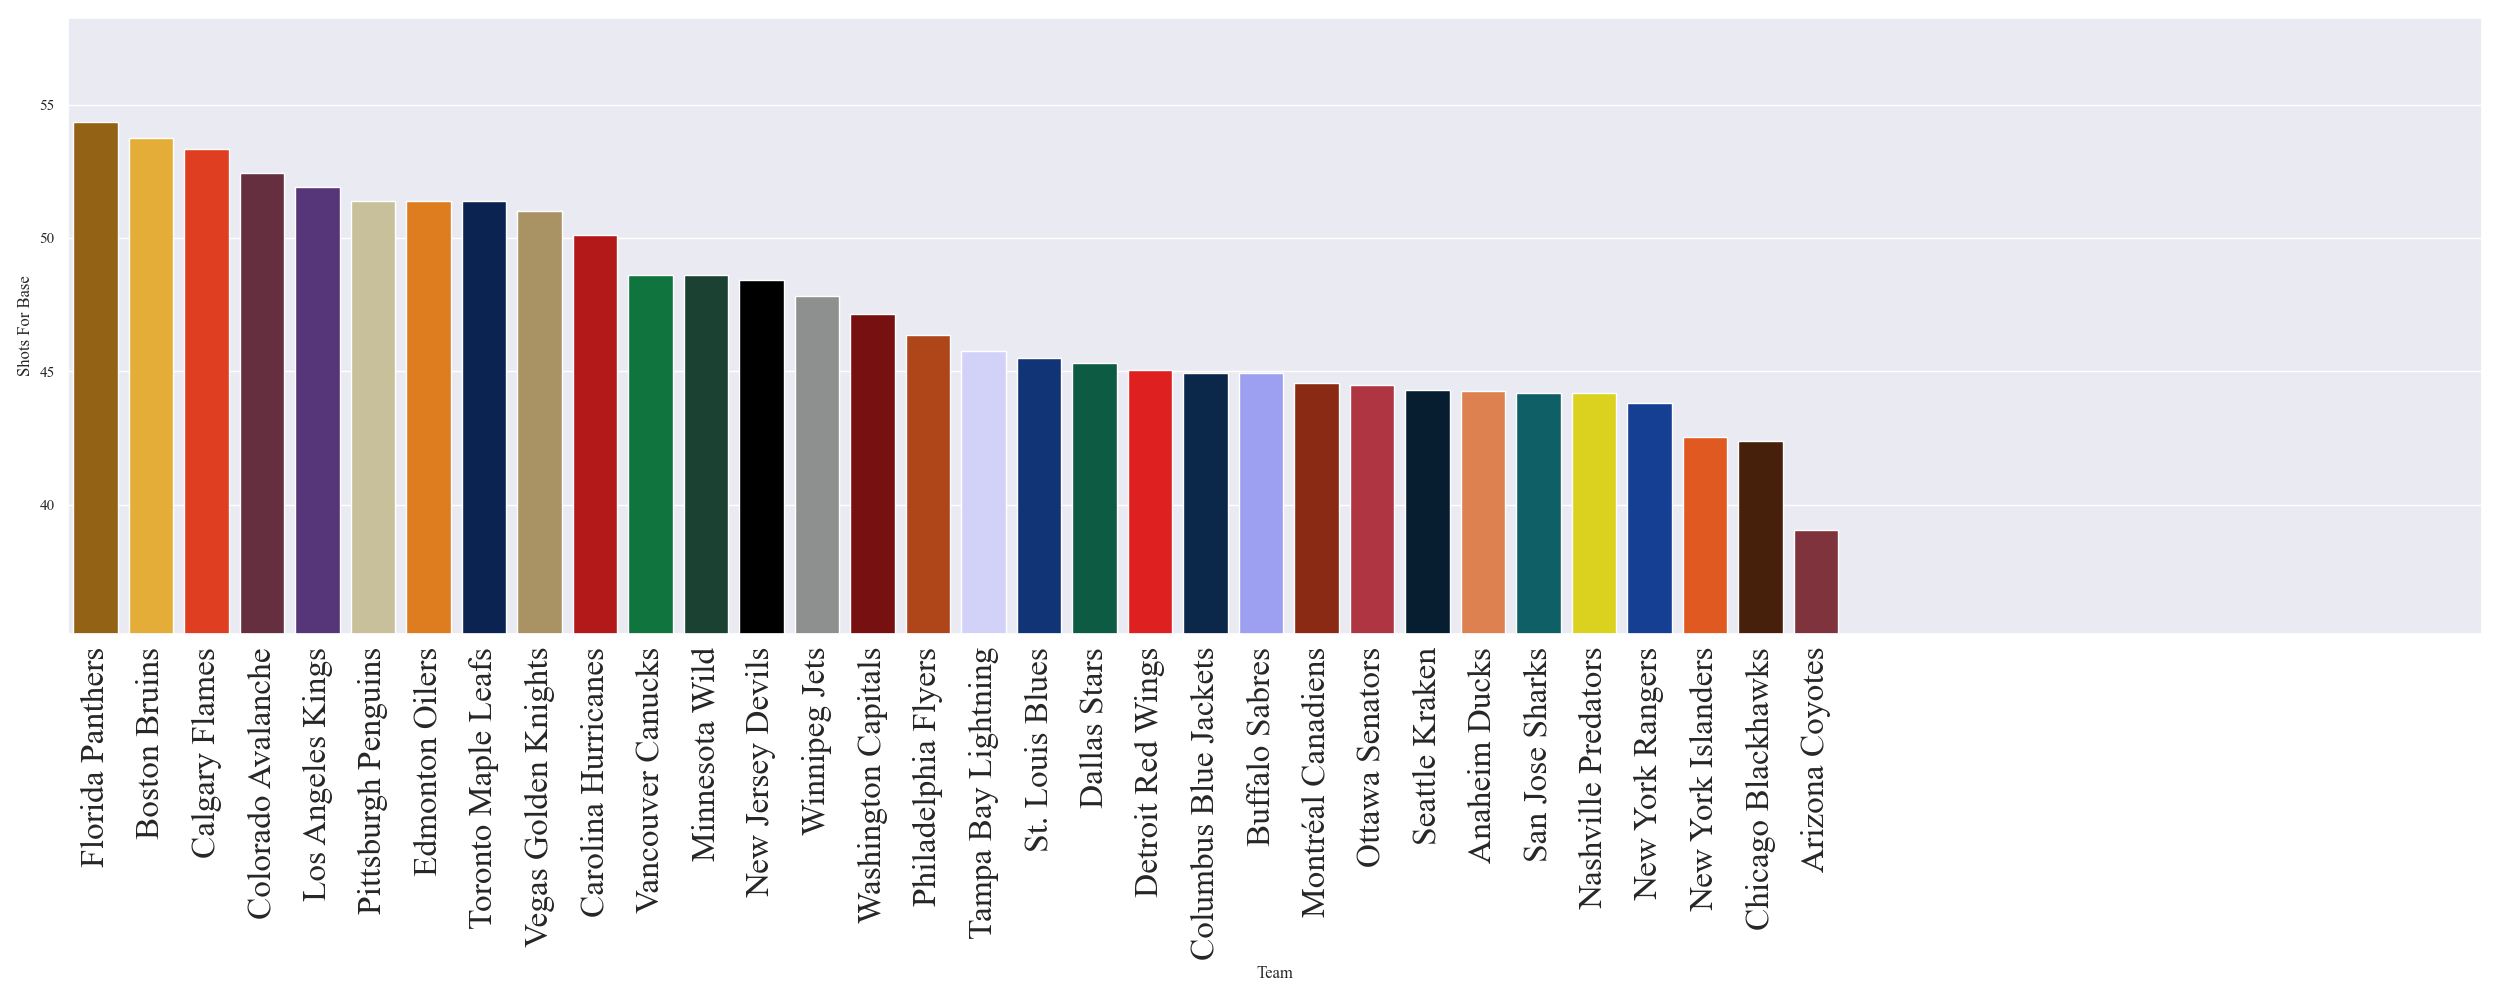 55
50
45
40
Shots For Base
Florida Panthers
Boston Bruins
Calgary Flames
Colorado Avalanche
Los Angeles Kings
Pittsburgh Penguins
Edmonton Oilers
Toronto Maple Leafs
Vegas Golden Knights
Carolina Hurricanes
Vancouver Canucks
Minnesota Wild
New Jersey Devils
Winnipeg Jets
Washington Capitals
Philadelphia Flyers
Tampa Bay Lightning
St. Louis Blues
Dallas Stars
Detroit Red Wings
Columbus Blue Jackets
Buffalo Sabres
Montréal Canadiens
Ottawa Senators
Seattle Kraken
Anaheim Ducks
San Jose Sharks
Nashville Predators
New York Rangers
New York Islanders
Chicago Blackhawks
Arizona Coyotes
Team